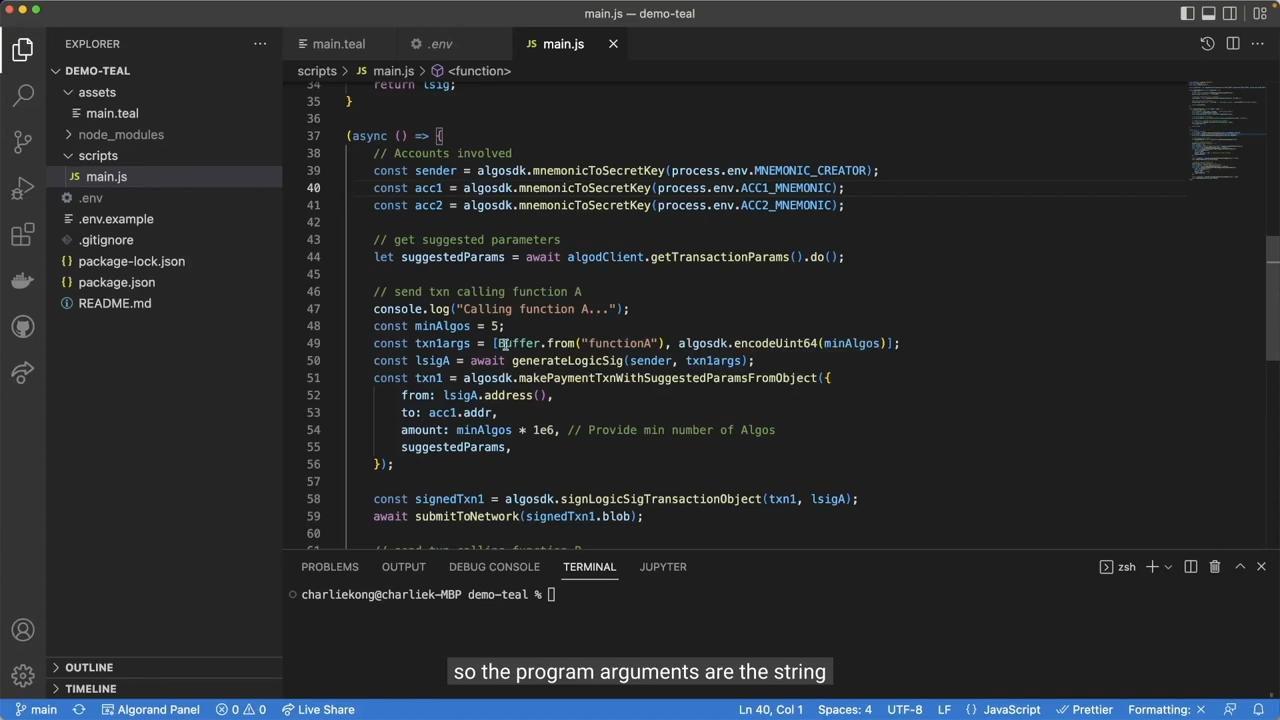 main.js — demo-teal
EXPLORER
main.teal
.env
main.js
DEMO-TEAL
assets
main.teal
node_modules
scripts
main.js
.env
.env.example
.gitignore
package-lock.json
package.json
README.md
OUTLINE
TIMELINE
scripts > main.js > <function>
34 return lsig;
35 }
36
37 (async () => {
38 // Accounts involved
39 const sender = algosdk.mnemonicToSecretKey(process.env.MNEMONIC_CREATOR);
40 const acc1 = algosdk.mnemonicToSecretKey(process.env.ACC1_MNEMONIC);
41 const acc2 = algosdk.mnemonicToSecretKey(process.env.ACC2_MNEMONIC);
42
43 // get suggested parameters
44 let suggestedParams = await algodClient.getTransactionParams().do();
45
46 // send txn calling function A
47 console.log("Calling function A...");
48 const minAlgos = 5;
49 const txn1args = [Buffer.from("functionA"), algosdk.encodeUint64(minAlgos)];
50 const lsigA = await generateLogicSig(sender, txn1args);
51 const txn1 = algosdk.makePaymentTxnWithSuggestedParamsFromObject({
52 from: lsigA.address(),
53 to: acc1.addr,
54 amount: minAlgos * 1e6, // Provide min number of Algos
55 suggestedParams,
56 });
57
58 const signedTxn1 = algosdk.signLogicSigTransactionObject(txn1, lsigA);
59 await submitToNetwork(signedTxn1.blob);
60
61 // send txn calling function B
PROBLEMS OUTPUT DEBUG CONSOLE TERMINAL JUPYTER
zsh
charliekong@charliek-MBP demo-teal %
so the program arguments are the string
main Algorand Panel 0 0 Live Share
Ln 40, Col 1 Spaces: 4 UTF-8 LF {} JavaScript Prettier Formatting: ×